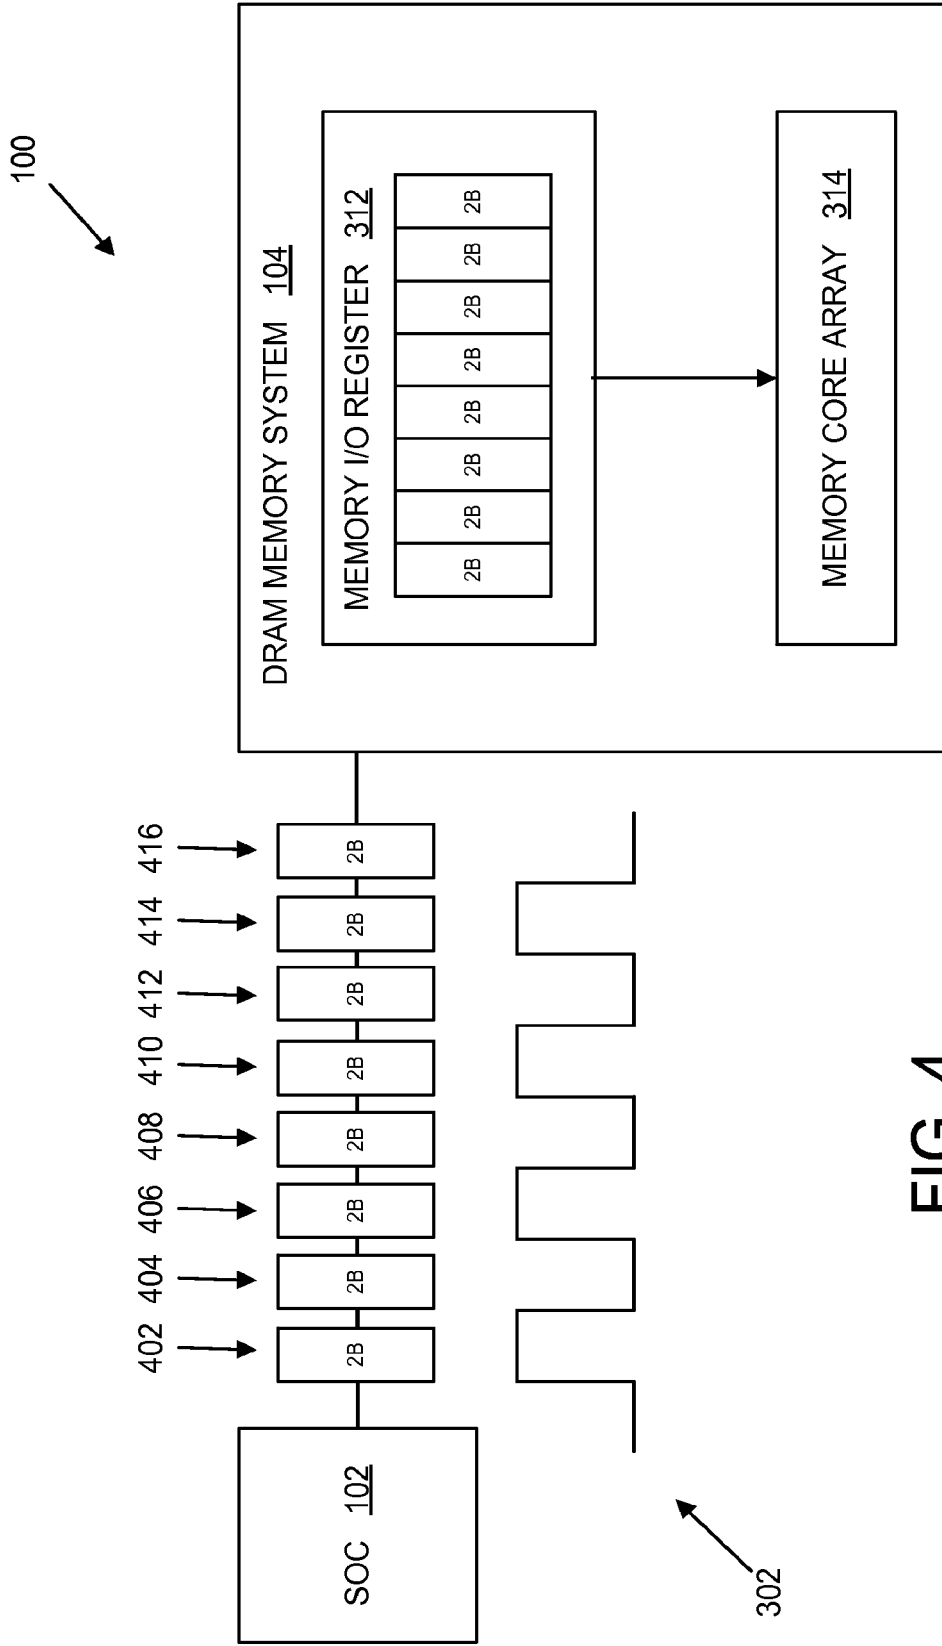 100
DRAM MEMORY SYSTEM 104
MEMORY I/O REGISTER 312
2B 2B 2B 2B 2B 2B 2B 2B
MEMORY CORE ARRAY 314
402 404 406 408 410 412 414 416
2B 2B 2B 2B 2B 2B 2B 2B
SOC 102
302
FIG. 4